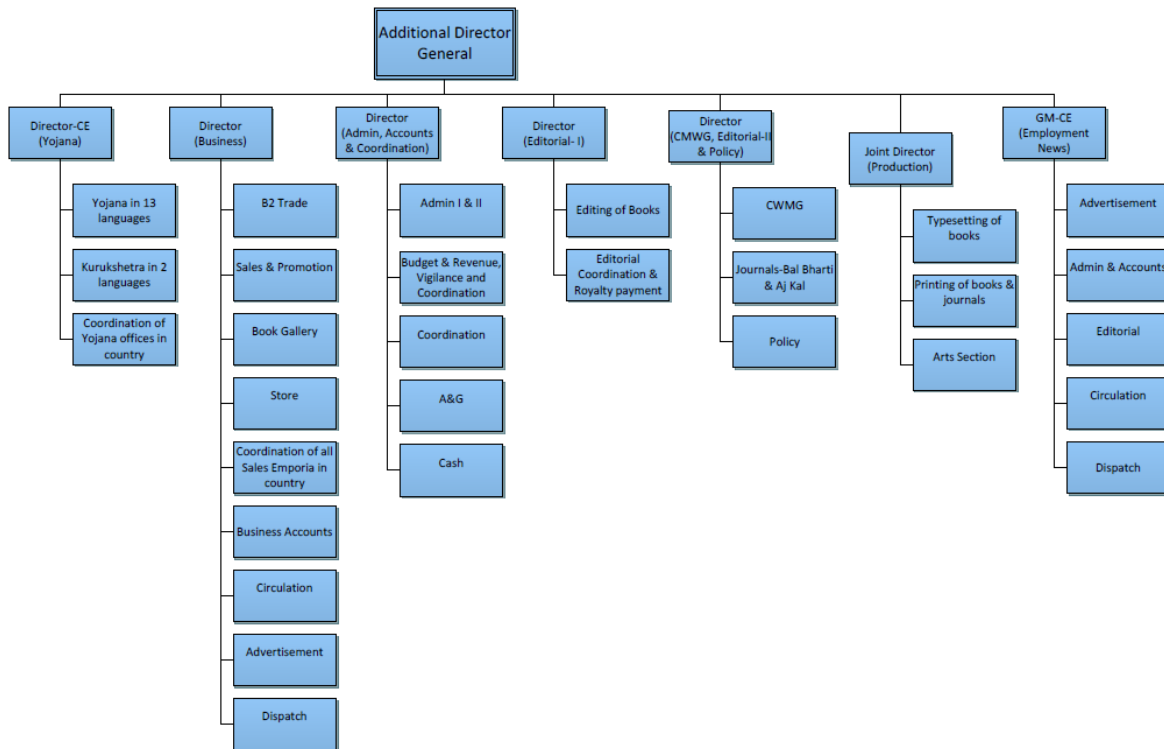 Additional Director
General
Director-CE
(Yojana)
Yojana in 13
languages
Kurukshetra in 2
languages
Coordination of
Yojana offices in
country
Director
(Business)
B2 Trade
Sales & Promotion
Book Gallery
Store
Coordination of all
Sales Emporia in
country
Business Accounts
Circulation
Advertisement
Dispatch
Director
(Admin, Accounts
& Coordination)
Admin I & II
Budget & Revenue,
Vigilance and
Coordination
Coordination
A&G
Cash
Director
(Editorial- I)
Editing of Books
Editorial
Coordination &
Royalty payment
Director
(CMWG, Editorial-II
& Policy)
CWMG
Journals-Bal Bharti
& Aj Kal
Policy
Joint Director
(Production)
Typesetting of
books
Printing of books &
journals
Arts Section
GM-CE
(Employment
News)
Advertisement
Admin & Accounts
Editorial
Circulation
Dispatch